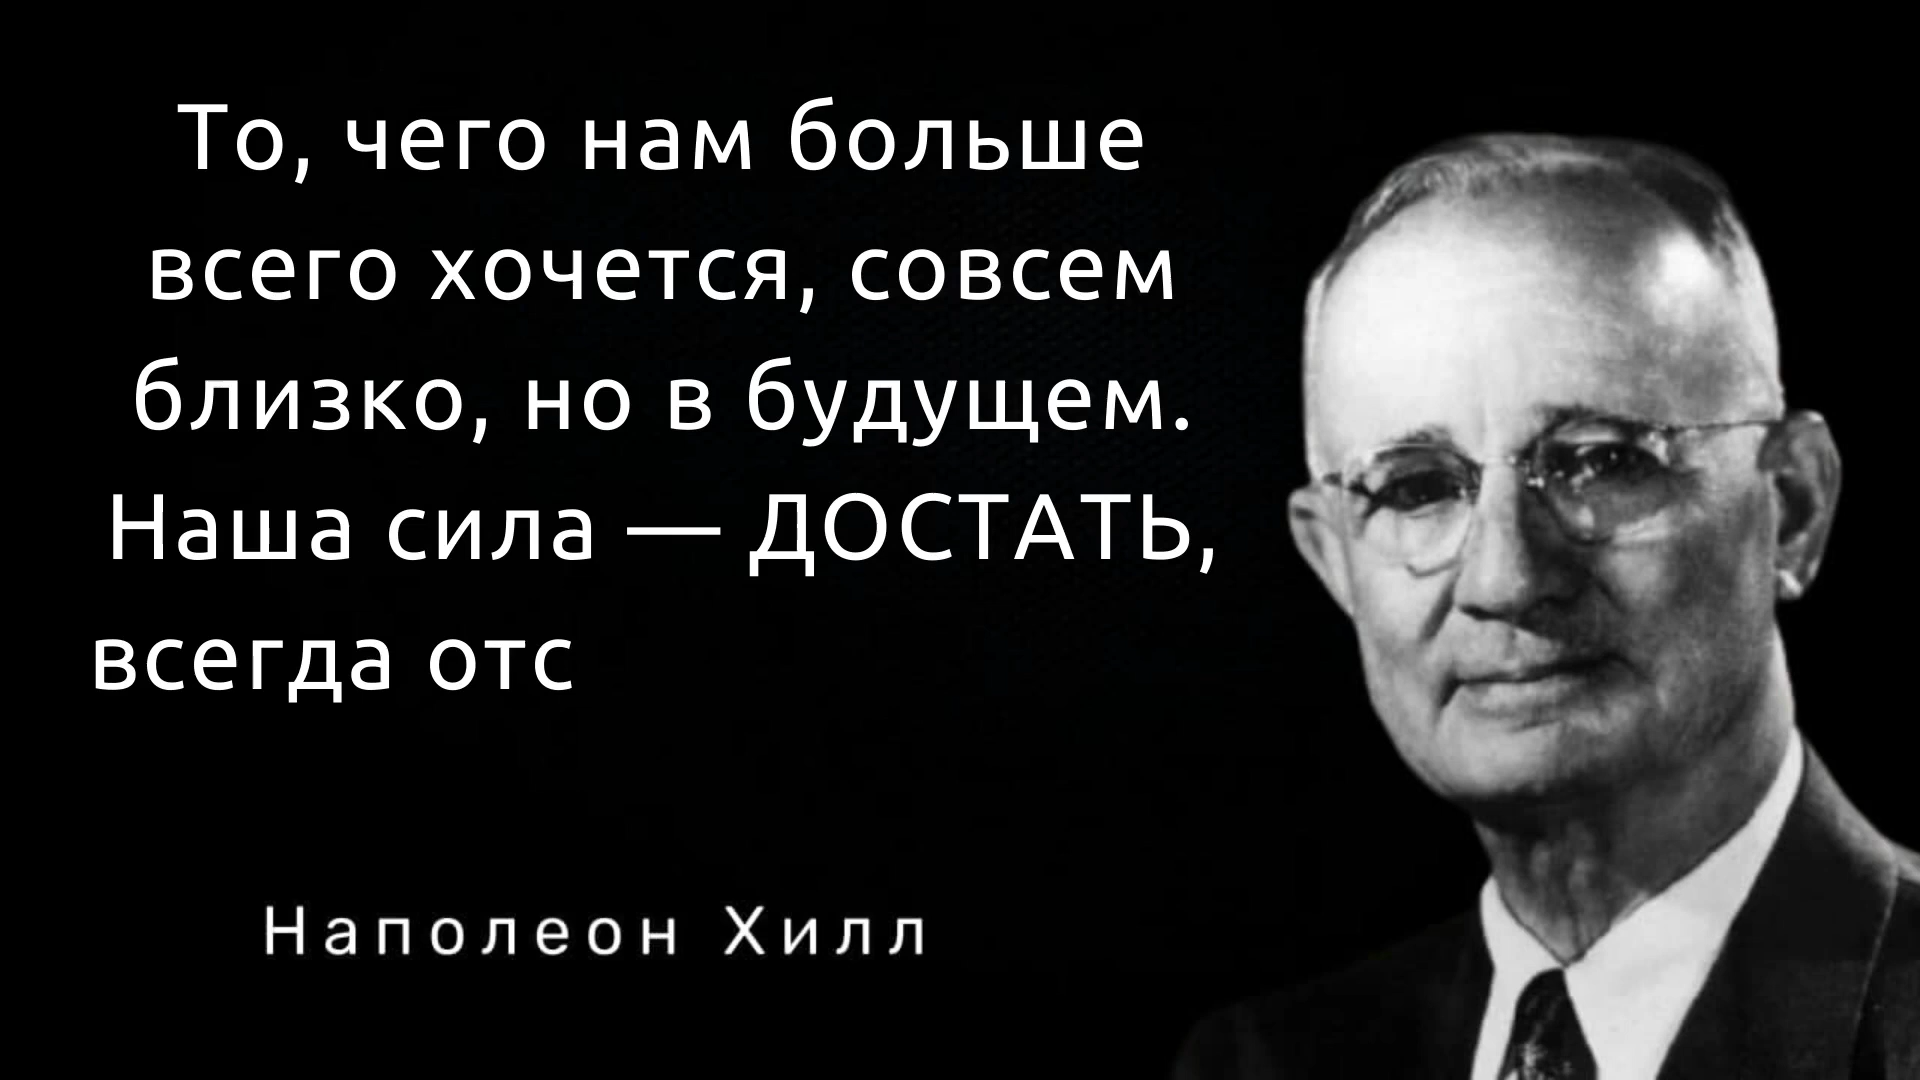 То, чего нам больше
всего хочется, совсем
близко, но в будущем.
Наша сила — ДОСТАТЬ,
всегда отс
Наполеон Хилл